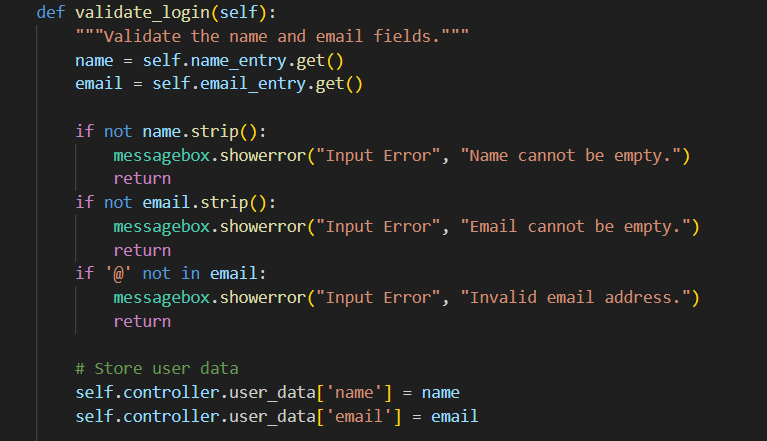 def validate_login(self):
    """Validate the name and email fields."""
    name = self.name_entry.get()
    email = self.email_entry.get()

    if not name.strip():
        messagebox.showerror("Input Error", "Name cannot be empty.")
        return
    if not email.strip():
        messagebox.showerror("Input Error", "Email cannot be empty.")
        return
    if '@' not in email:
        messagebox.showerror("Input Error", "Invalid email address.")
        return

    # Store user data
    self.controller.user_data['name'] = name
    self.controller.user_data['email'] = email